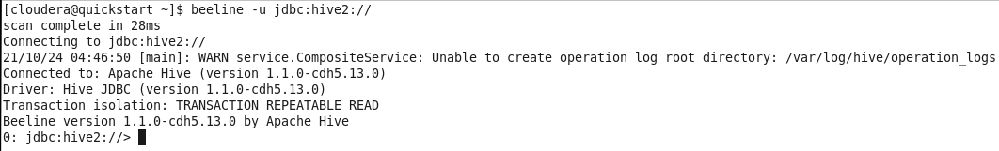 [cloudera@quickstart ~]$ beeline -u jdbc:hive2://
scan complete in 28ms
Connecting to jdbc:hive2://
21/10/24 04:46:50 [main]: WARN service.CompositeService: Unable to create operation log root directory: /var/log/hive/operation_logs
Connected to: Apache Hive (version 1.1.0-cdh5.13.0)
Driver: Hive JDBC (version 1.1.0-cdh5.13.0)
Transaction isolation: TRANSACTION_REPEATABLE_READ
Beeline version 1.1.0-cdh5.13.0 by Apache Hive
0: jdbc:hive2://>